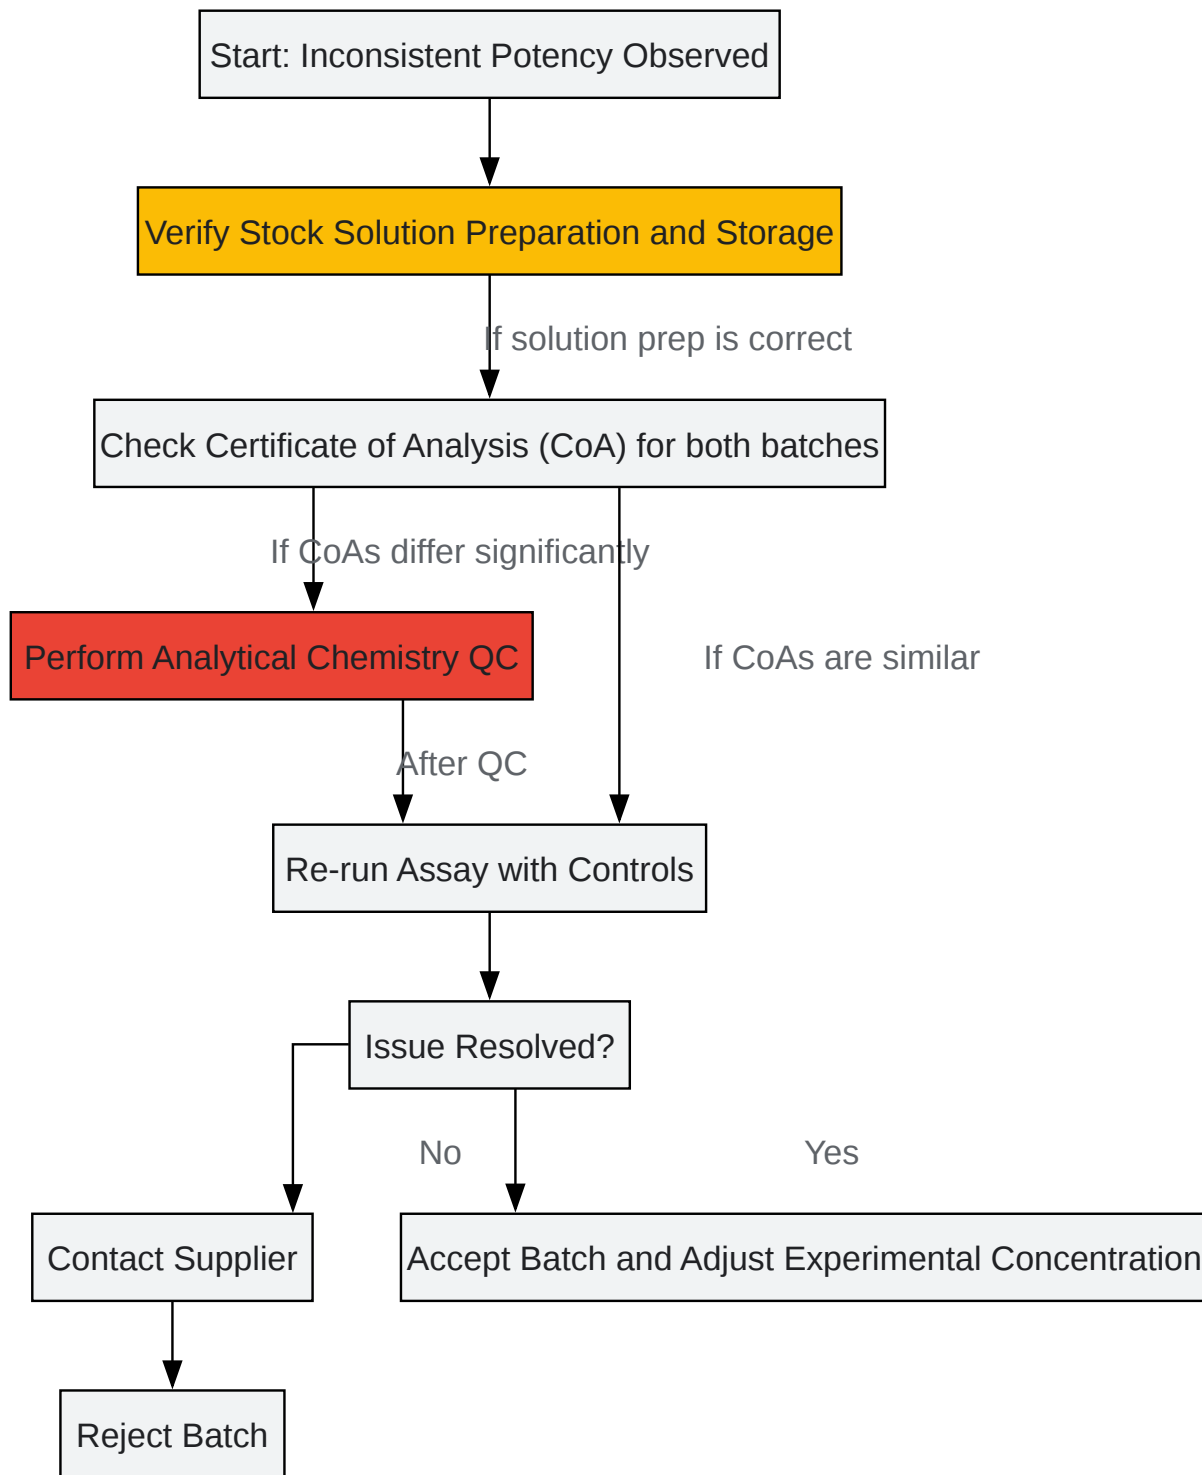 Start: Inconsistent Potency Observed
Verify Stock Solution Preparation and Storage
If solution prep is correct
Check Certificate of Analysis (CoA) for both batches
If CoAs differ significantly
Perform Analytical Chemistry QC
If CoAs are similar
After QC
Re-run Assay with Controls
Issue Resolved?
No
Yes
Contact Supplier
Accept Batch and Adjust Experimental Concentration
Reject Batch